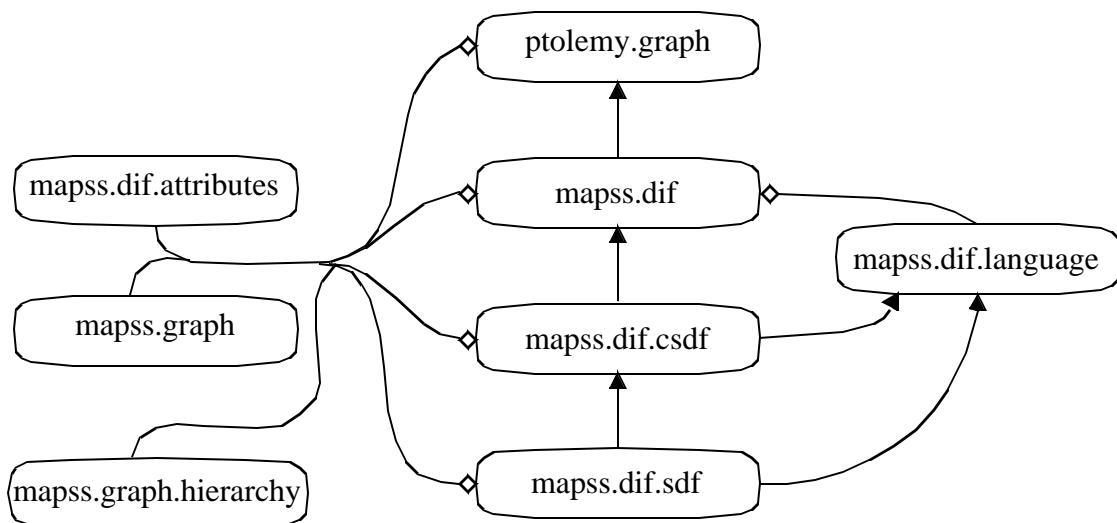 ptolemy.graph
mapss.dif.attributes
mapss.dif
mapss.dif.language
mapss.graph
mapss.dif.csdf
mapss.graph.hierarchy
mapss.dif.sdf